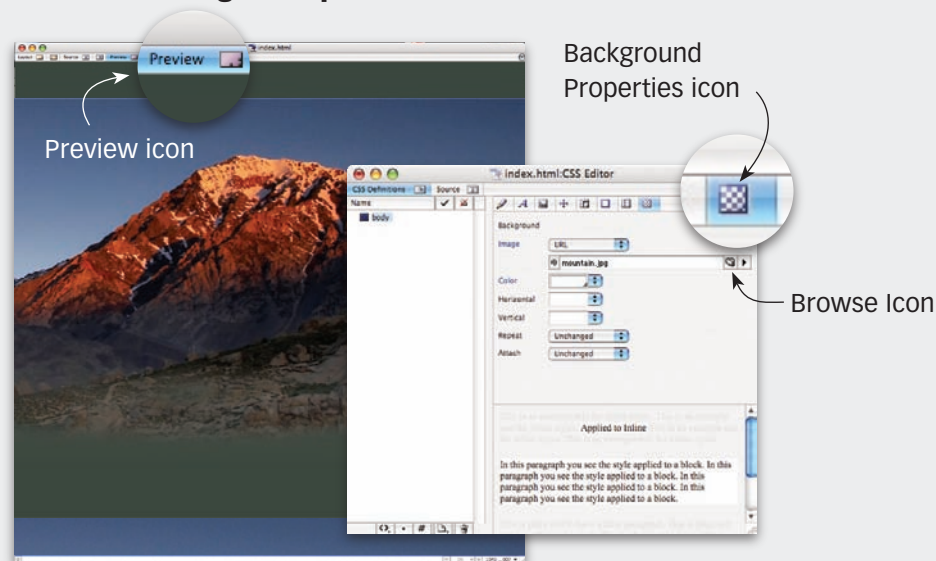 index.html
Layout Source Preview
Preview
Background
Properties icon
Preview icon
index.html:CSS Editor
CSS Definitions Source
Name
body
Background
Image URL
mountain.jpg
Color
Horizontal
Vertical
Repeat Unchanged
Attach Unchanged
Browse Icon
Applied to Inline
In this paragraph you see the style applied to a block. In this
paragraph you see the style applied to a block. In this
paragraph you see the style applied to a block. In this
paragraph you see the style applied to a block.